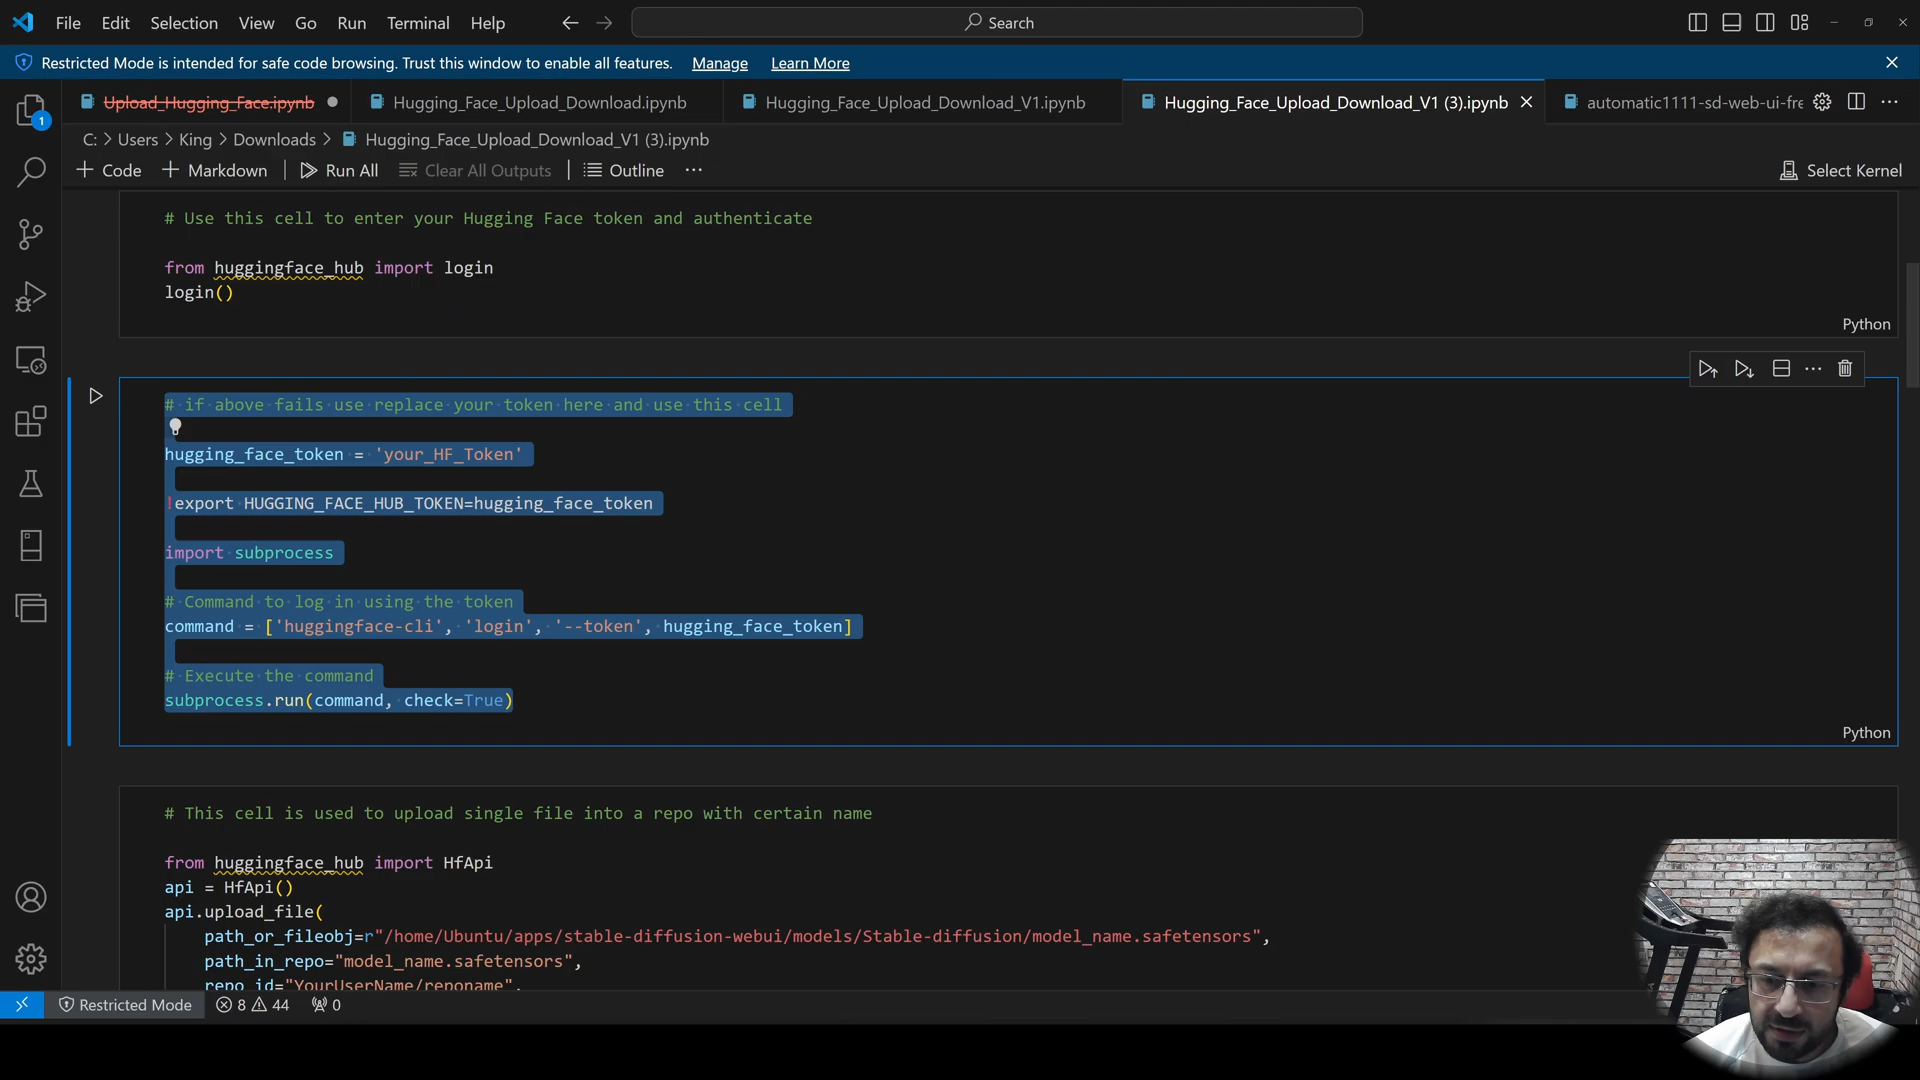 File Edit Selection View Go Run Terminal Help Search
Restricted Mode is intended for safe code browsing. Trust this window to enable all features. Manage Learn More
Upload_Hugging_Face.ipynb Hugging_Face_Upload_Download.ipynb Hugging_Face_Upload_Download_V1.ipynb Hugging_Face_Upload_Download_V1 (3).ipynb automatic1111-sd-web-ui-fre
1
C: > Users > King > Downloads > Hugging_Face_Upload_Download_V1 (3).ipynb
+ Code + Markdown Run All Clear All Outputs Outline ... Select Kernel
# Use this cell to enter your Hugging Face token and authenticate
from huggingface_hub import login
login()
Python
# if above fails use replace your token here and use this cell
hugging_face_token = 'your_HF_Token'
!export HUGGING_FACE_HUB_TOKEN=hugging_face_token
import subprocess
# Command to log in using the token
command = ['huggingface-cli', 'login', '--token', hugging_face_token]
# Execute the command
subprocess.run(command, check=True)
Python
# This cell is used to upload single file into a repo with certain name
from huggingface_hub import HfApi
api = HfApi()
api.upload_file(
path_or_fileobj=r"/home/Ubuntu/apps/stable-diffusion-webui/models/Stable-diffusion/model_name.safetensors",
path_in_repo="model_name.safetensors",
repo_id="YourUserName/reponame",
Restricted Mode 8 44 0